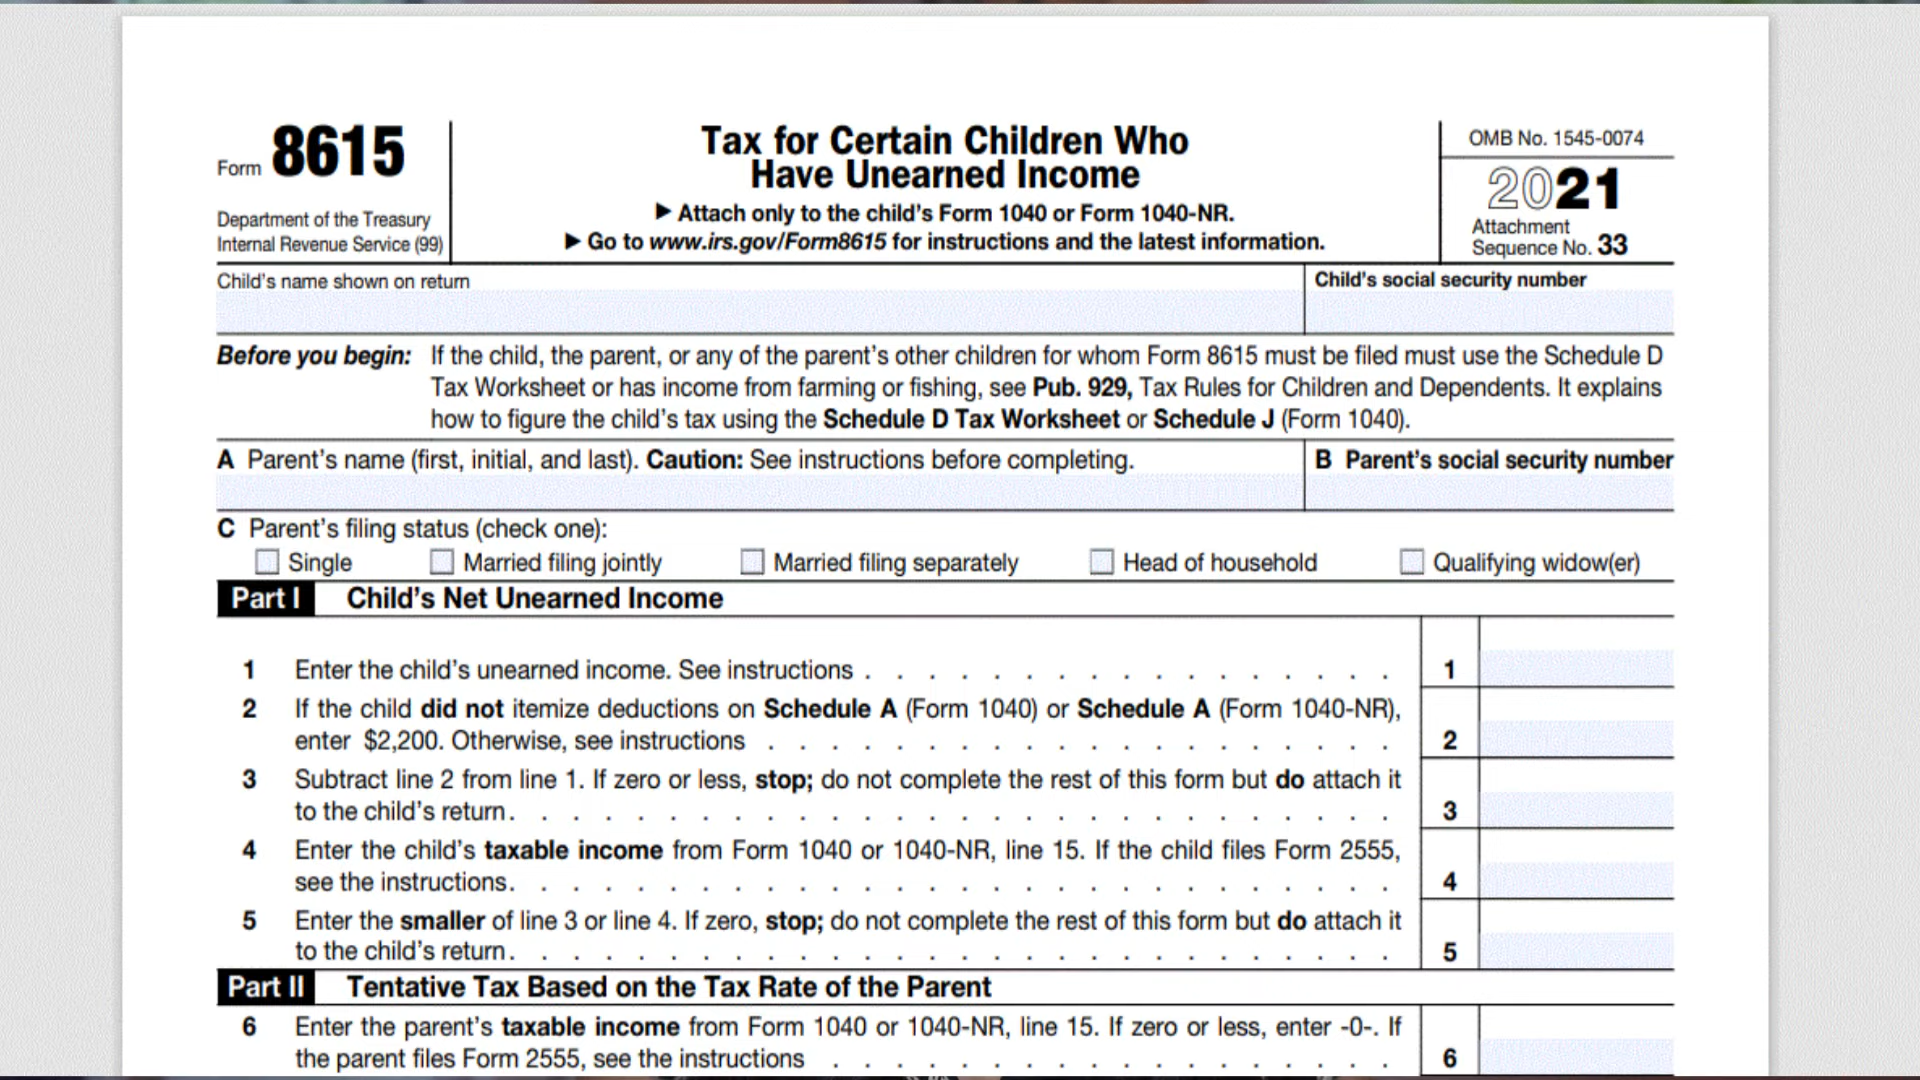 Form 8615
Department of the Treasury
Internal Revenue Service (99)
Tax for Certain Children Who
Have Unearned Income
▶ Attach only to the child's Form 1040 or Form 1040-NR.
▶ Go to www.irs.gov/Form8615 for instructions and the latest information.
OMB No. 1545-0074
2021
Attachment
Sequence No. 33
Child's name shown on return
Child's social security number
Before you begin: If the child, the parent, or any of the parent's other children for whom Form 8615 must be filed must use the Schedule D
Tax Worksheet or has income from farming or fishing, see Pub. 929, Tax Rules for Children and Dependents. It explains
how to figure the child's tax using the Schedule D Tax Worksheet or Schedule J (Form 1040).
A Parent's name (first, initial, and last). Caution: See instructions before completing.
B Parent's social security number
C Parent's filing status (check one):
Single Married filing jointly Married filing separately Head of household Qualifying widow(er)
Part I Child's Net Unearned Income
1 Enter the child's unearned income. See instructions . . . . . . . . . . . . . . . . . 1
2 If the child did not itemize deductions on Schedule A (Form 1040) or Schedule A (Form 1040-NR),
enter $2,200. Otherwise, see instructions . . . . . . . . . . . . . . . . . . . . 2
3 Subtract line 2 from line 1. If zero or less, stop; do not complete the rest of this form but do attach it
to the child's return. . . . . . . . . . . . . . . . . . . . . . . . . . . . 3
4 Enter the child's taxable income from Form 1040 or 1040-NR, line 15. If the child files Form 2555,
see the instructions. . . . . . . . . . . . . . . . . . . . . . . . . . . . 4
5 Enter the smaller of line 3 or line 4. If zero, stop; do not complete the rest of this form but do attach it
to the child's return. . . . . . . . . . . . . . . . . . . . . . . . . . . . 5
Part II Tentative Tax Based on the Tax Rate of the Parent
6 Enter the parent's taxable income from Form 1040 or 1040-NR, line 15. If zero or less, enter -0-. If
the parent files Form 2555, see the instructions . . . . . . . . . . . . . . . . . . 6